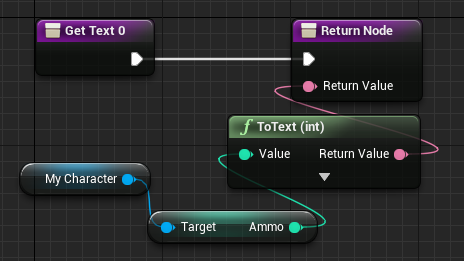 Get Text 0
Return Node
Return Value
ToText (int)
Value Return Value
My Character
Target Ammo